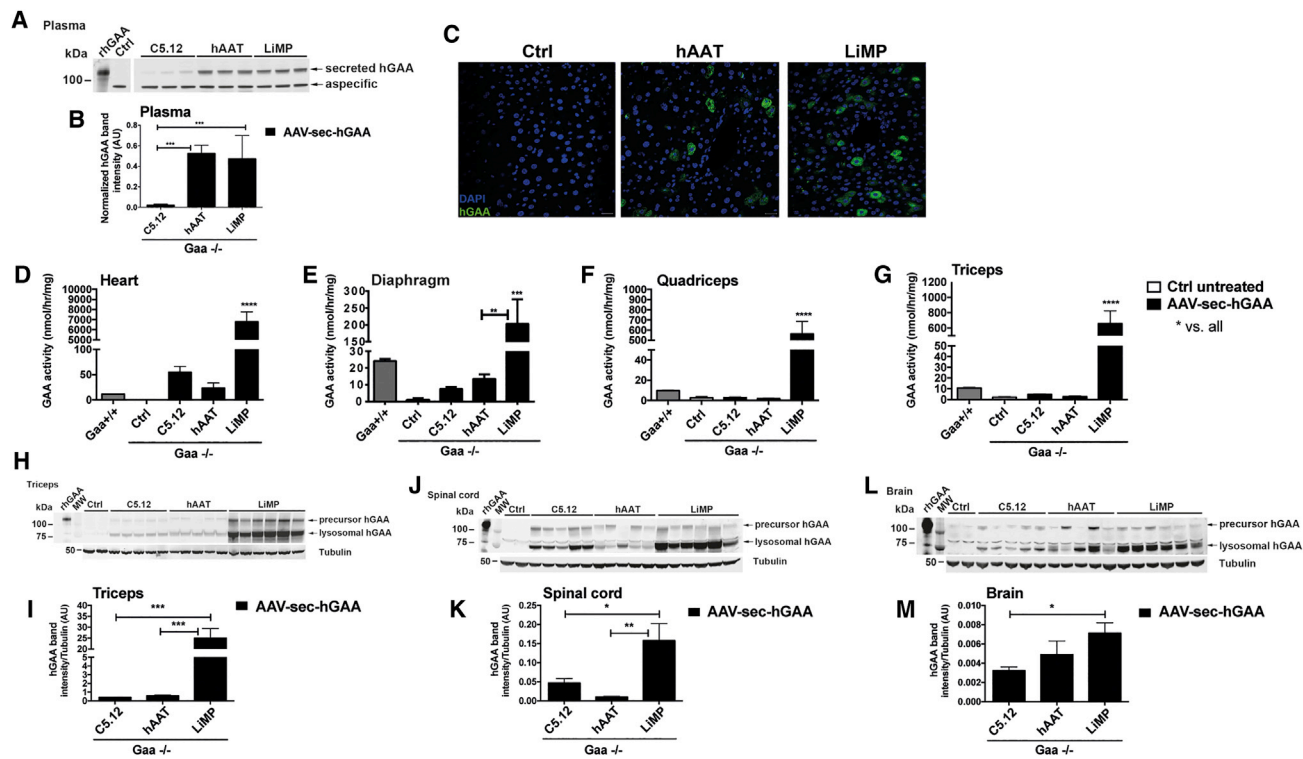 A
Plasma
rhGAA
Ctrl
C5.12 hAAT LiMP
kDa
100
secreted hGAA
aspecific
B
Plasma
Normalized hGAA band
intensity (AU)
0.8
0.6
0.4
0.2
0
***
***
AAV-sec-hGAA
C5.12 hAAT LiMP
Gaa -/-
C
Ctrl hAAT LiMP
DAPI
hGAA
D
Heart
GAA activity (nmol/hr/mg)
10000
9000
8000
7000
6000
5000
100
50
0
****
Gaa+/+ Ctrl C5.12 hAAT LiMP
Gaa -/-
E
Diaphragm
GAA activity (nmol/hr/mg)
300
250
200
150
100
50
30
20
10
0
***
**
Gaa+/+ Ctrl C5.12 hAAT LiMP
Gaa -/-
F
Quadriceps
GAA activity (nmol/hr/mg)
1000
800
600
400
200
40
20
0
****
Gaa+/+ Ctrl C5.12 hAAT LiMP
Gaa -/-
G
Triceps
GAA activity (nmol/hr/mg)
1200
1000
800
600
400
50
40
30
20
10
0
****
Gaa+/+ Ctrl C5.12 hAAT LiMP
Gaa -/-
Ctrl untreated
AAV-sec-hGAA
* vs. all
H
Triceps
rhGAA
MW
Ctrl C5.12 hAAT LiMP
kDa
100
75
50
precursor hGAA
lysosomal hGAA
Tubulin
I
Triceps
hGAA band
intensity/Tubulin (AU)
40
35
30
25
20
15
5
4
3
2
1
0
***
***
AAV-sec-hGAA
C5.12 hAAT LiMP
Gaa -/-
J
Spinal cord
rhGAA
MW
Ctrl C5.12 hAAT LiMP
kDa
100
75
50
precursor hGAA
lysosomal hGAA
Tubulin
K
Spinal cord
hGAA band
intensity/Tubulin (AU)
0.25
0.20
0.15
0.10
0.05
0.00
*
**
AAV-sec-hGAA
C5.12 hAAT LiMP
Gaa -/-
L
Brain
rhGAA
MW
Ctrl C5.12 hAAT LiMP
kDa
100
75
50
precursor hGAA
lysosomal hGAA
Tubulin
M
Brain
hGAA band
intensity/Tubulin (AU)
0.010
0.008
0.006
0.004
0.002
0.000
*
AAV-sec-hGAA
C5.12 hAAT LiMP
Gaa -/-